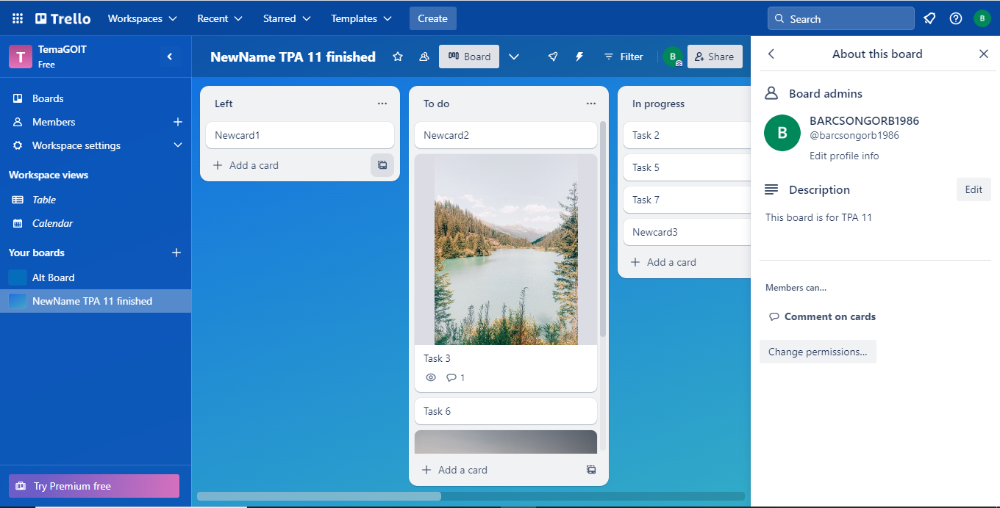 Trello Workspaces Recent Starred Templates Create Search B
T TemaGOIT
Free
Boards
Members
Workspace settings
Workspace views
Table
Calendar
Your boards
Alt Board
NewName TPA 11 finished
Try Premium free
NewName TPA 11 finished Board Filter B Share
Left
Newcard1
Add a card
To do
Newcard2
Task 3
1
Task 6
Add a card
In progress
Task 2
Task 5
Task 7
Newcard3
Add a card
About this board
Board admins
B BARCSONGORB1986
@barcsongorb1986
Edit profile info
Description Edit
This board is for TPA 11
Members can…
Comment on cards
Change permissions…